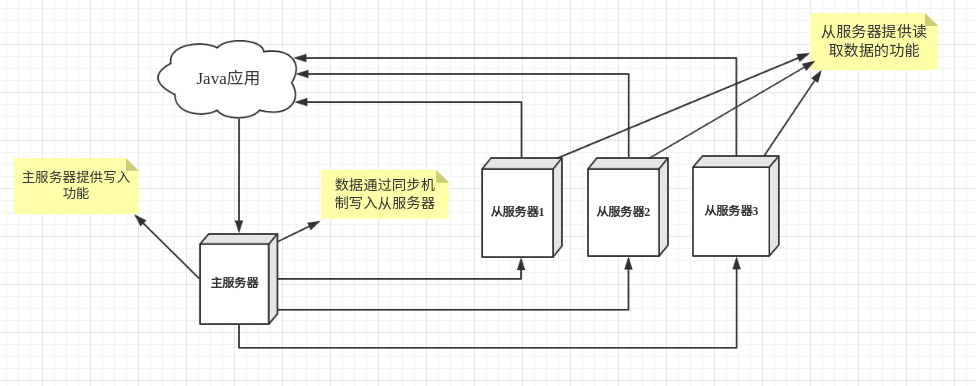 从服务器提供读
取数据的功能
Java应用
主服务器提供写入
功能
数据通过同步机
制写入从服务器
从服务器1
从服务器2
从服务器3
主服务器